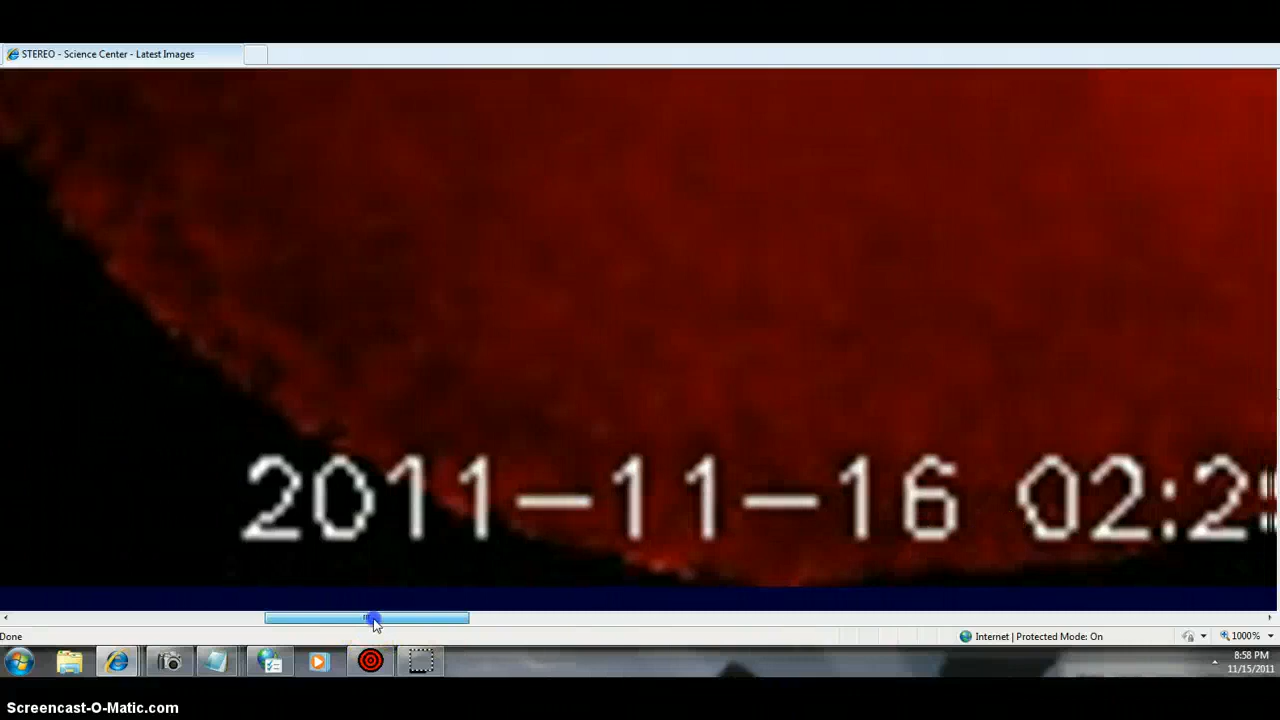 STEREO - Science Center - Latest Images
2011-11-16 02:2
Done
Internet | Protected Mode: On
1000%
8:58 PM
11/15/2011
Screencast-O-Matic.com